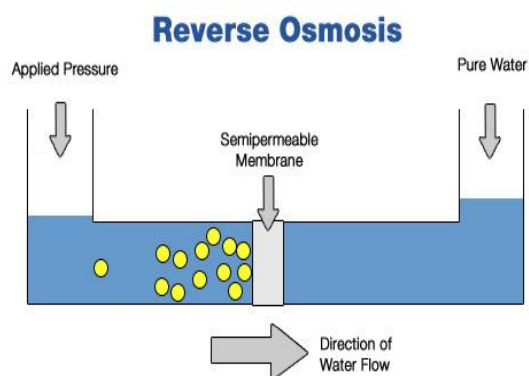 Reverse Osmosis
Applied Pressure
Pure Water
Semipermeable
Membrane
Direction of
Water Flow